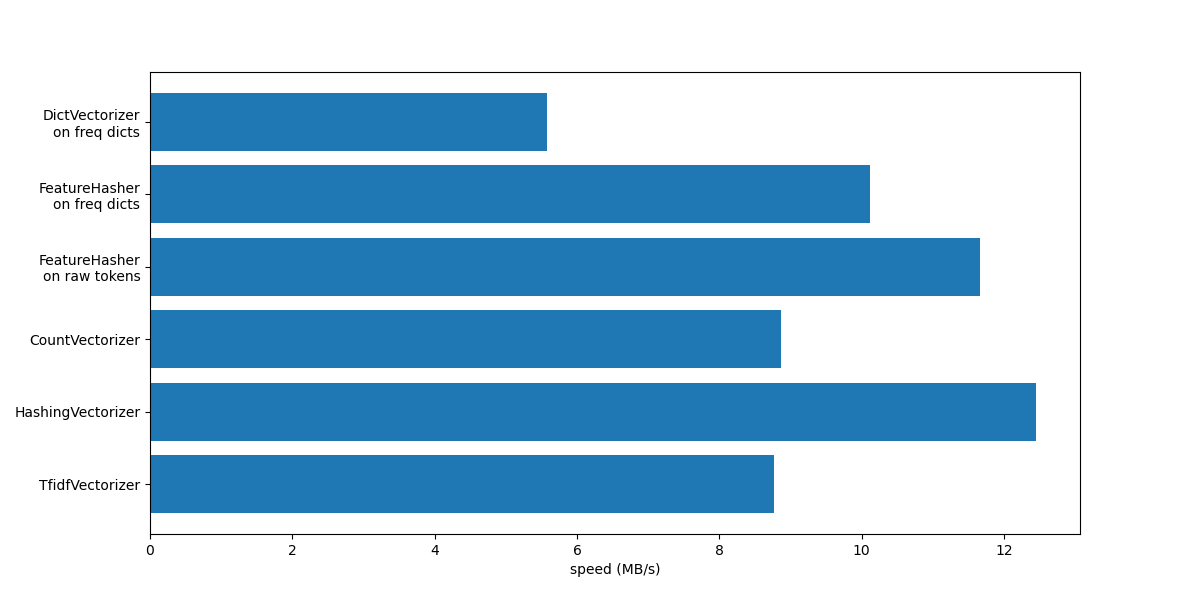 DictVectorizer
on freq dicts
FeatureHasher
on freq dicts
FeatureHasher
on raw tokens
CountVectorizer
HashingVectorizer
TfidfVectorizer
0 2 4 6 8 10 12
speed (MB/s)